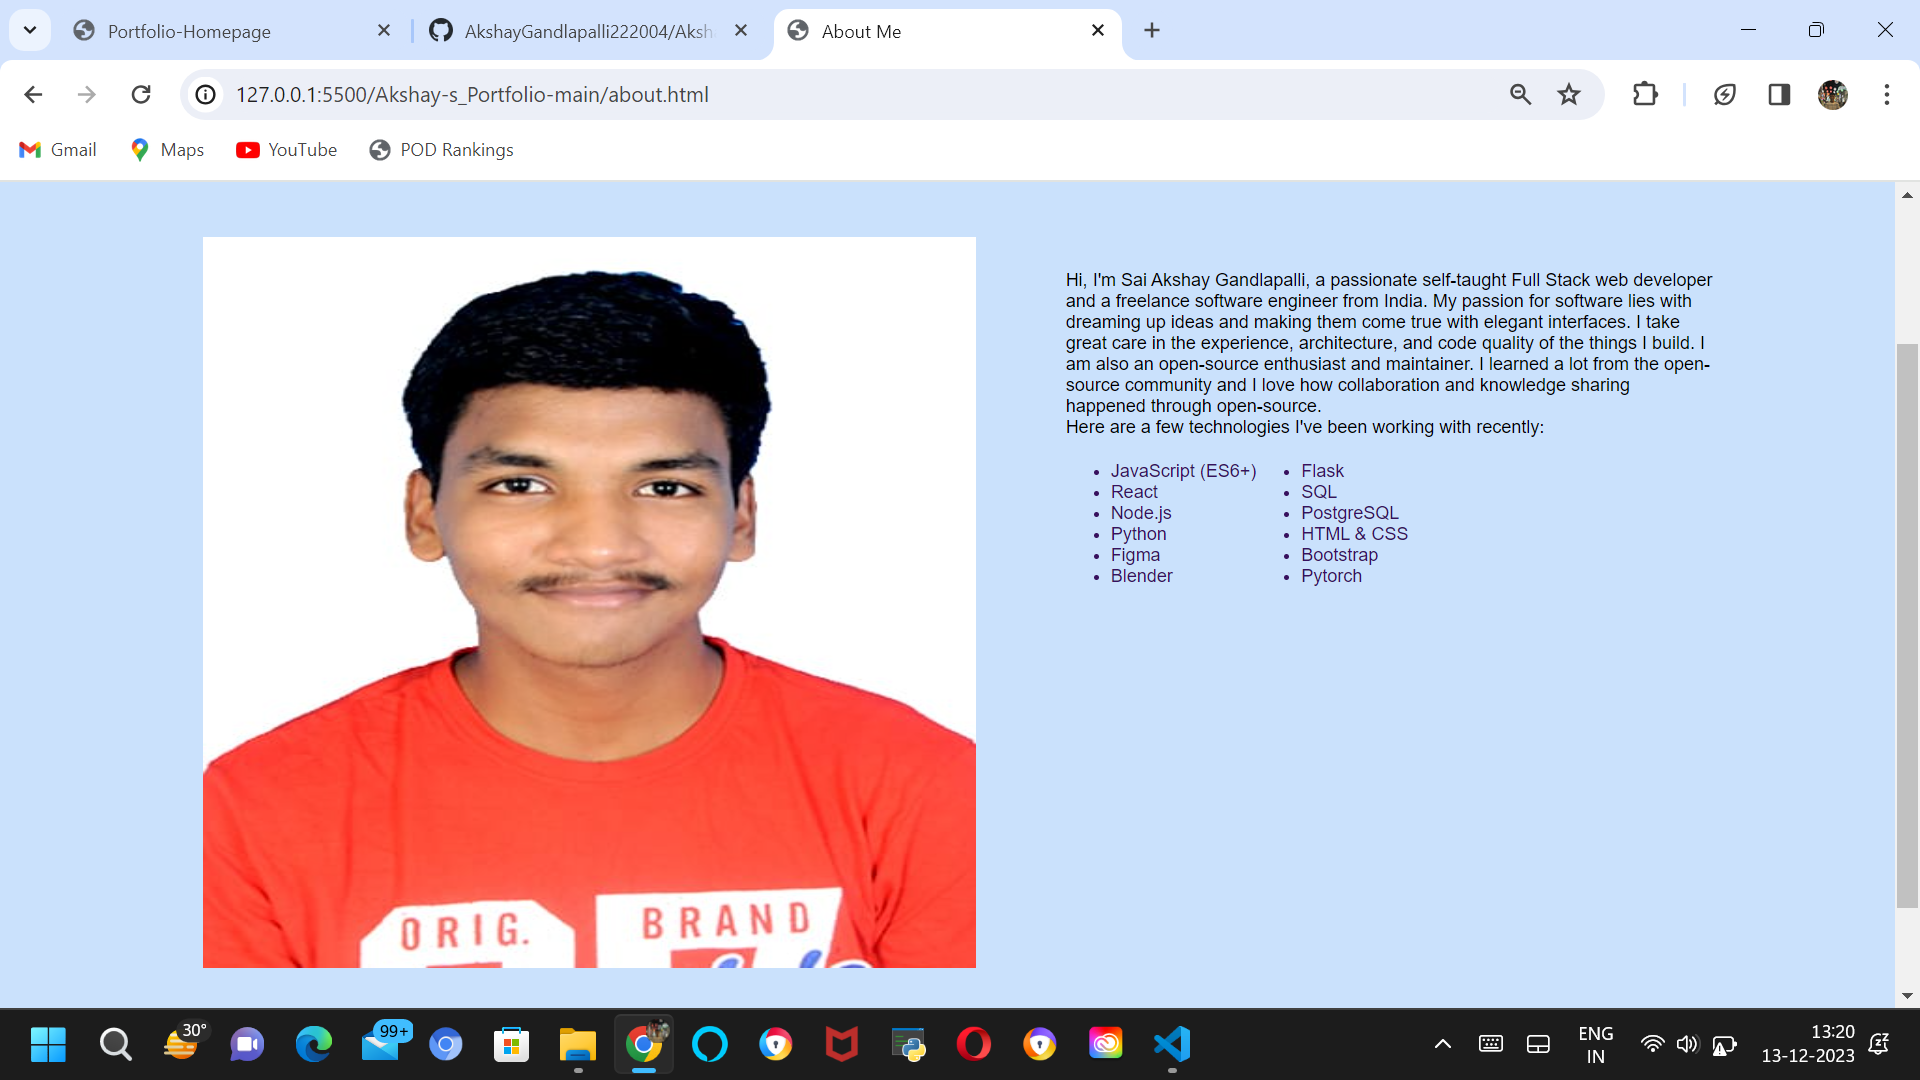 Portfolio-Homepage
AkshayGandlapalli222004/Aksh
About Me
127.0.0.1:5500/Akshay-s_Portfolio-main/about.html
Gmail
Maps
YouTube
POD Rankings
Hi, I'm Sai Akshay Gandlapalli, a passionate self-taught Full Stack web developer
and a freelance software engineer from India. My passion for software lies with
dreaming up ideas and making them come true with elegant interfaces. I take
great care in the experience, architecture, and code quality of the things I build. I
am also an open-source enthusiast and maintainer. I learned a lot from the open-
source community and I love how collaboration and knowledge sharing
happened through open-source.
Here are a few technologies I've been working with recently:
JavaScript (ES6+)
React
Node.js
Python
Figma
Blender
Flask
SQL
PostgreSQL
HTML & CSS
Bootstrap
Pytorch
ORIG.
BRAND
30°
99+
ENG
IN
13:20
13-12-2023